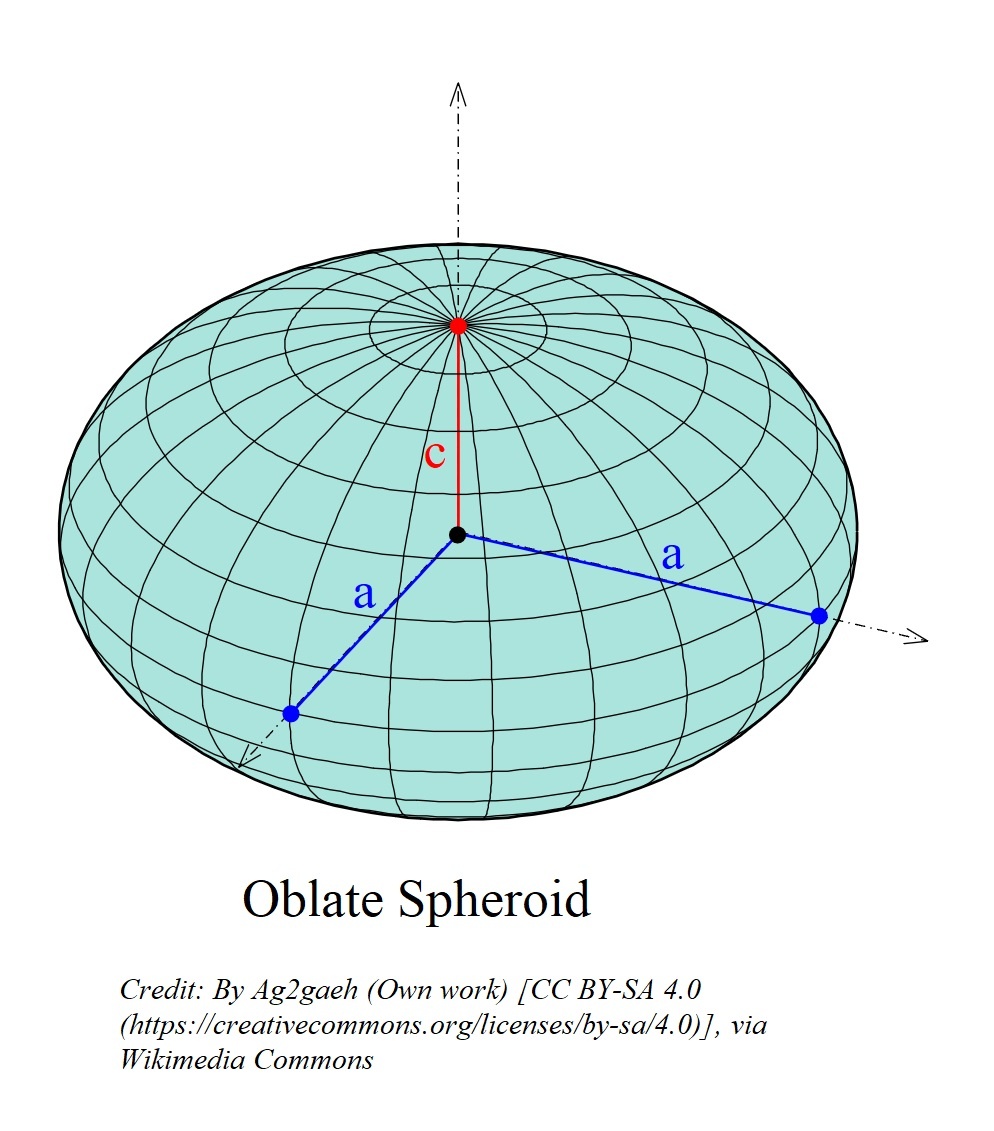 c
a
a
Oblate Spheroid
Credit: By Ag2gaeh (Own work) [CC BY-SA 4.0
(https://creativecommons.org/licenses/by-sa/4.0)], via
Wikimedia Commons